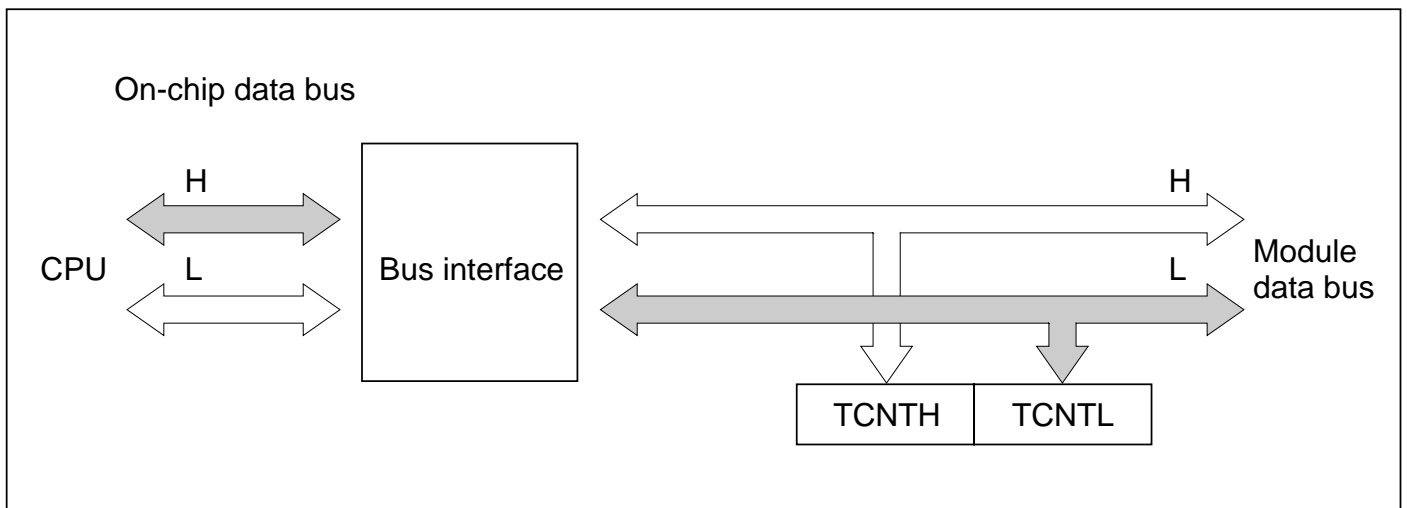 On-chip data bus
H
H
CPU
L
Bus interface
L
Module
data bus
TCNTH
TCNTL